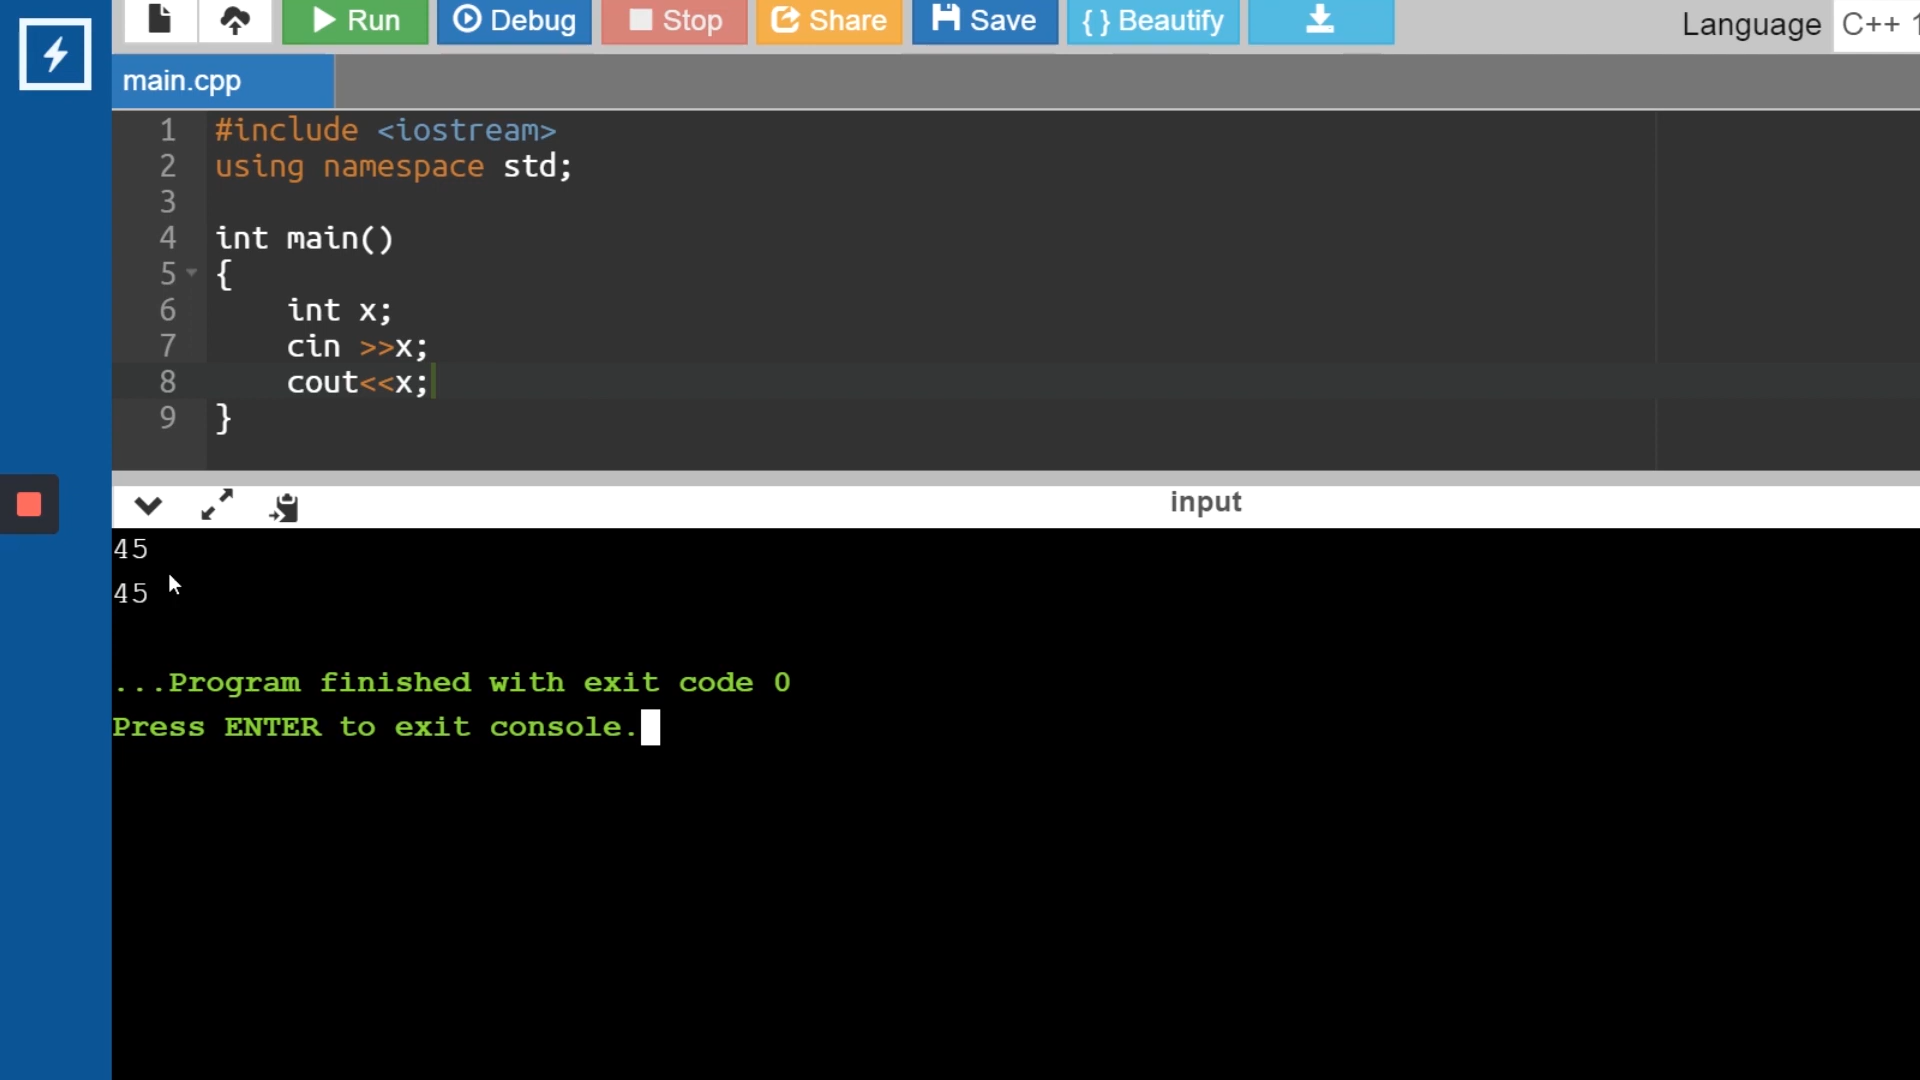 Run Debug Stop Share Save {} Beautify Language C++ 1
main.cpp
1 #include <iostream>
2 using namespace std;
3
4 int main()
5 {
6     int x;
7     cin >>x;
8     cout<<x;
9 }
input
45
45
...Program finished with exit code 0
Press ENTER to exit console.